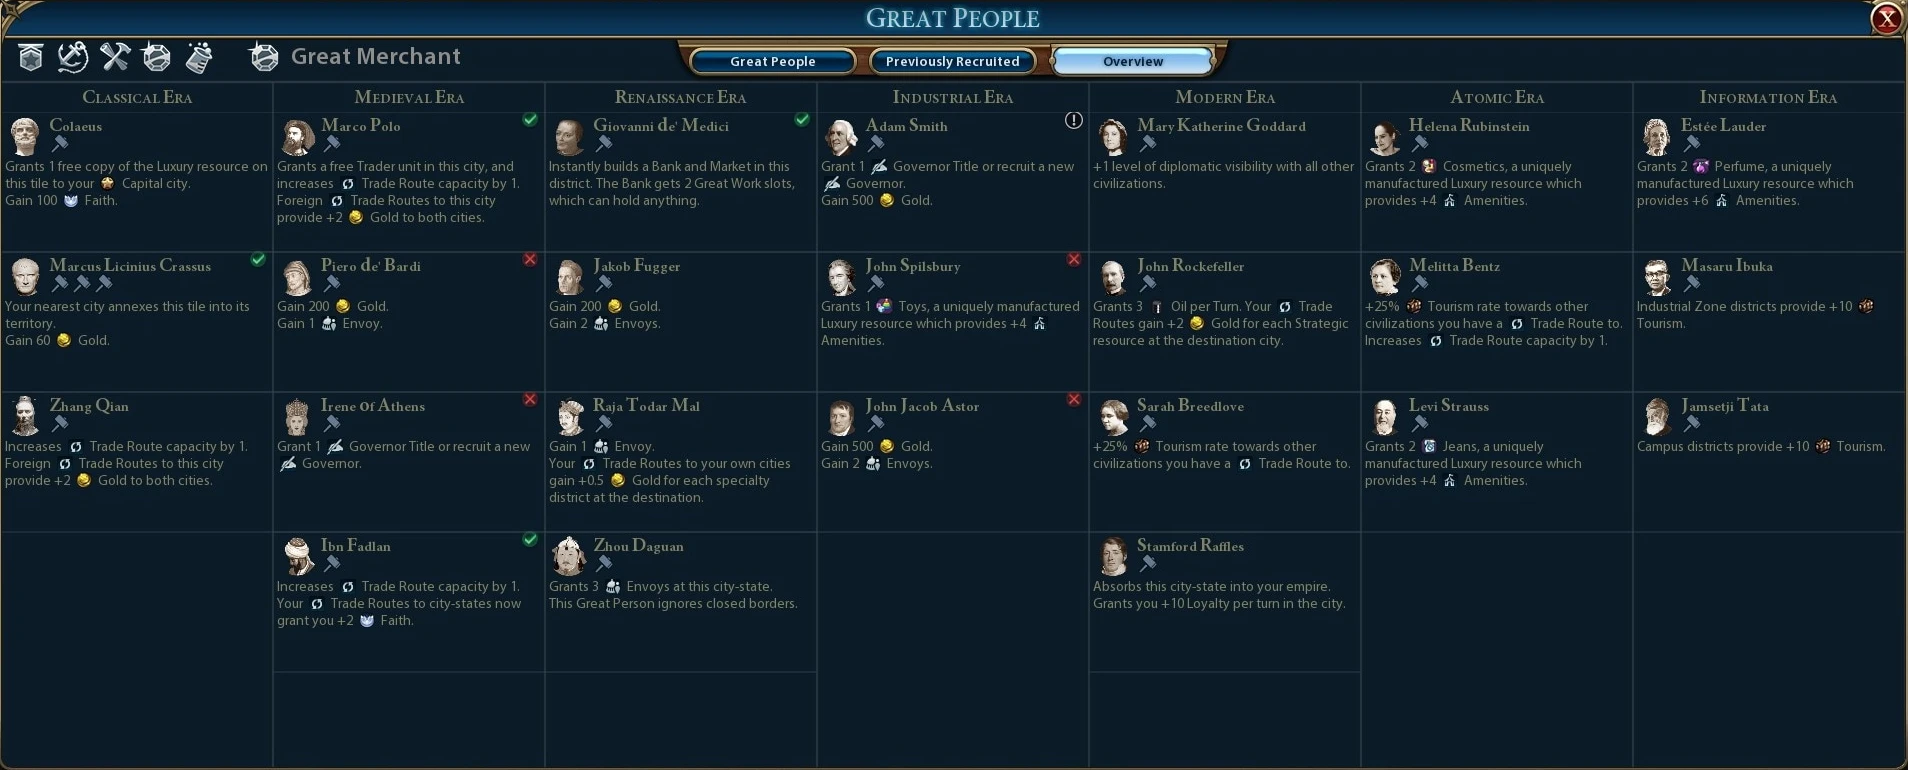 GREAT PEOPLE
X
Great Merchant
Great People
Previously Recruited
Overview
CLASSICAL ERA
Colaeus
Grants 1 free copy of the Luxury resource on
this tile to your Capital city.
Gain 100 Faith.
Marcus Licinius Crassus
Your nearest city annexes this tile into its
territory.
Gain 60 Gold.
Zhang Qian
Increases Trade Route capacity by 1.
Foreign Trade Routes to this city
provide +2 Gold to both cities.
MEDIEVAL ERA
Marco Polo
Grants a free Trader unit in this city, and
increases Trade Route capacity by 1.
Foreign Trade Routes to this city
provide +2 Gold to both cities.
Piero de' Bardi
Gain 200 Gold.
Gain 1 Envoy.
Irene of Athens
Grant 1 Governor Title or recruit a new
Governor.
Ibn Fadlan
Increases Trade Route capacity by 1.
Your Trade Routes to city-states now
grant you +2 Faith.
RENAISSANCE ERA
Giovanni de' Medici
Instantly builds a Bank and Market in this
district. The Bank gets 2 Great Work slots,
which can hold anything.
Jakob Fugger
Gain 200 Gold.
Gain 2 Envoys.
Raja Todar Mal
Gain 1 Envoy.
Your Trade Routes to your own cities
gain +0.5 Gold for each specialty
district at the destination.
Zhou Daguan
Grants 3 Envoys at this city-state.
This Great Person ignores closed borders.
INDUSTRIAL ERA
Adam Smith
Grant 1 Governor Title or recruit a new
Governor.
Gain 500 Gold.
John Spilsbury
Grants 1 Toys, a uniquely manufactured
Luxury resource which provides +4
Amenities.
John Jacob Astor
Gain 500 Gold.
Gain 2 Envoys.
MODERN ERA
Mary Katherine Goddard
+1 level of diplomatic visibility with all other
civilizations.
John Rockefeller
Grants 3 Oil per Turn. Your Trade
Routes gain +2 Gold for each Strategic
resource at the destination city.
Sarah Breedlove
+25% Tourism rate towards other
civilizations you have a Trade Route to.
Stamford Raffles
Absorbs this city-state into your empire.
Grants you +10 Loyalty per turn in the city.
ATOMIC ERA
Helena Rubinstein
Grants 2 Cosmetics, a uniquely
manufactured Luxury resource which
provides +4 Amenities.
Melitta Bentz
+25% Tourism rate towards other
civilizations you have a Trade Route to.
Increases Trade Route capacity by 1.
Levi Strauss
Grants 2 Jeans, a uniquely
manufactured Luxury resource which
provides +4 Amenities.
INFORMATION ERA
Estée Lauder
Grants 2 Perfume, a uniquely
manufactured Luxury resource which
provides +6 Amenities.
Masaru Ibuka
Industrial Zone districts provide +10
Tourism.
Jamsetji Tata
Campus districts provide +10 Tourism.